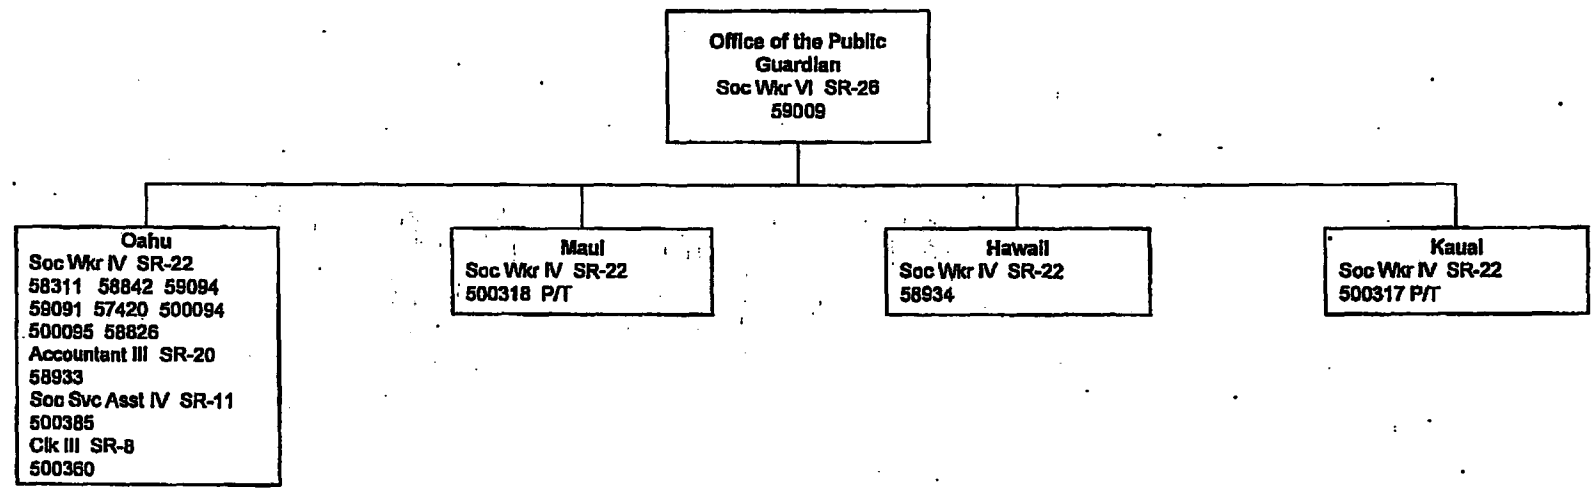 Office of the Public
Guardian
Soc Wkr VI SR-26
59009
Oahu
Soc Wkr IV SR-22
58311 58842 59094
59091 57420 500094
500095 58826
Accountant III SR-20
58933
Soc Svc Asst IV SR-11
500385
Clk III SR-8
500360
Maui
Soc Wkr IV SR-22
500318 P/T
Hawaii
Soc Wkr IV SR-22
58934
Kauai
Soc Wkr IV SR-22
500317 P/T